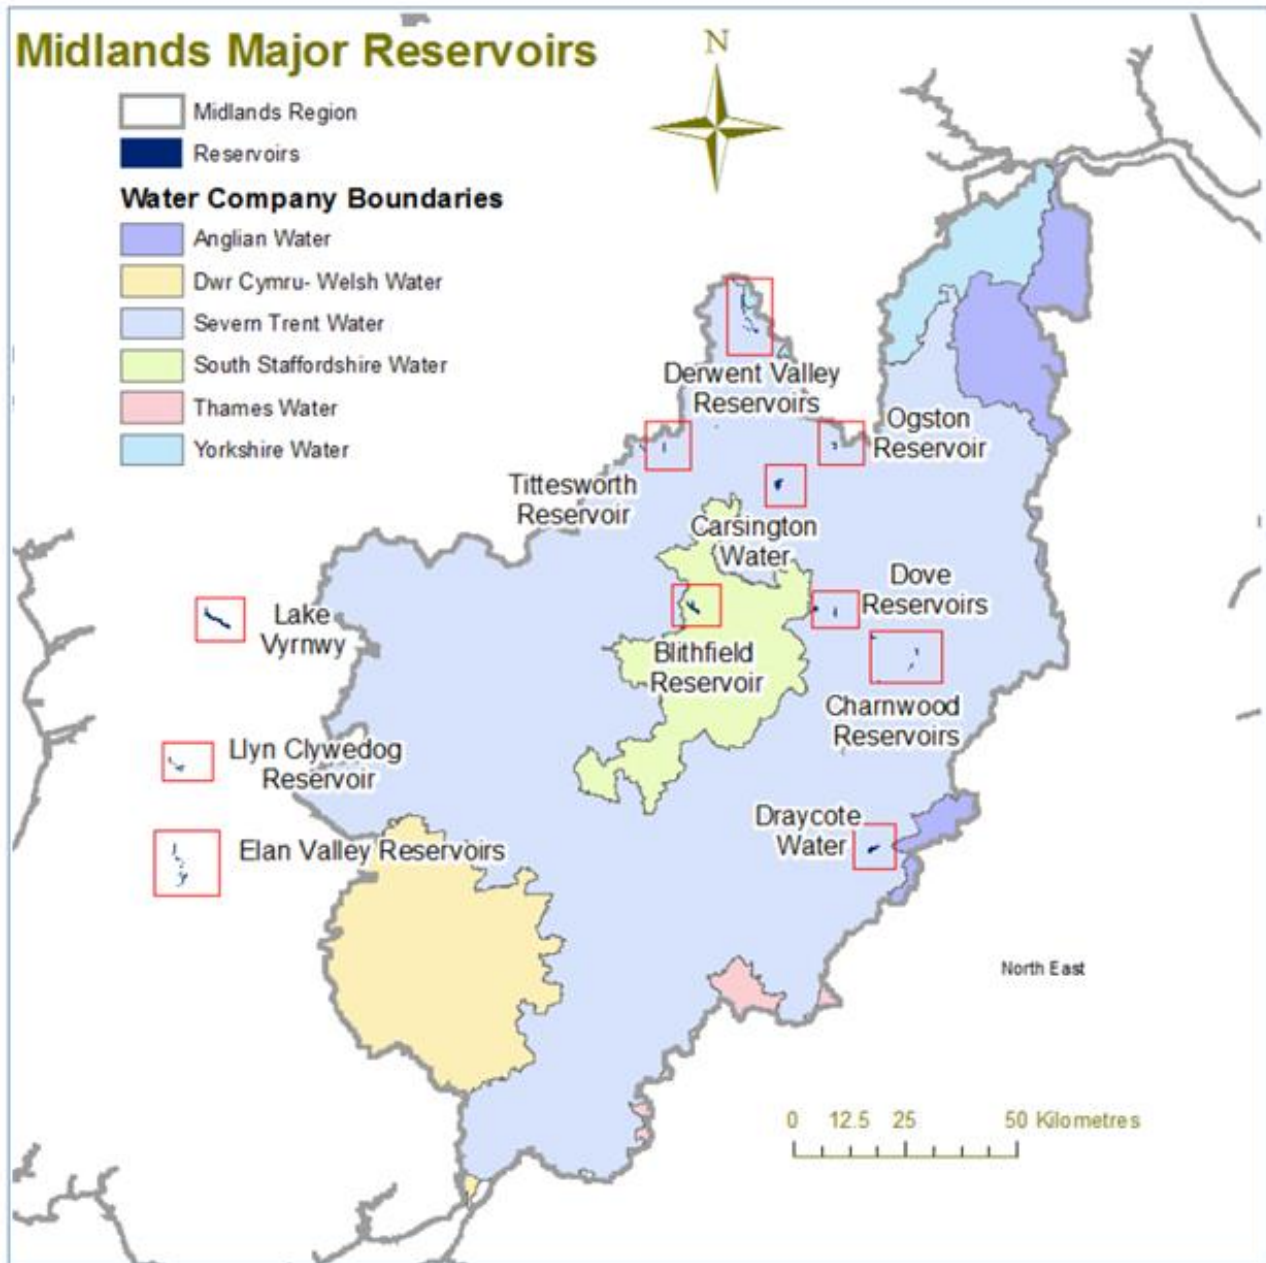 Midlands Major Reservoirs
N
Midlands Region
Reservoirs
Water Company Boundaries
Anglian Water
Dwr Cymru- Welsh Water
Severn Trent Water
South Staffordshire Water
Thames Water
Yorkshire Water
Derwent Valley
Reservoirs
Ogston
Reservoir
Tittesworth
Reservoir
Carsington
Water
Dove
Reservoirs
Lake
Vyrnwy
Blithfield
Reservoir
Charnwood
Reservoirs
Llyn Clywedog
Reservoir
Draycote
Water
Elan Valley Reservoirs
North East
0 12.5 25 50 Kilometres